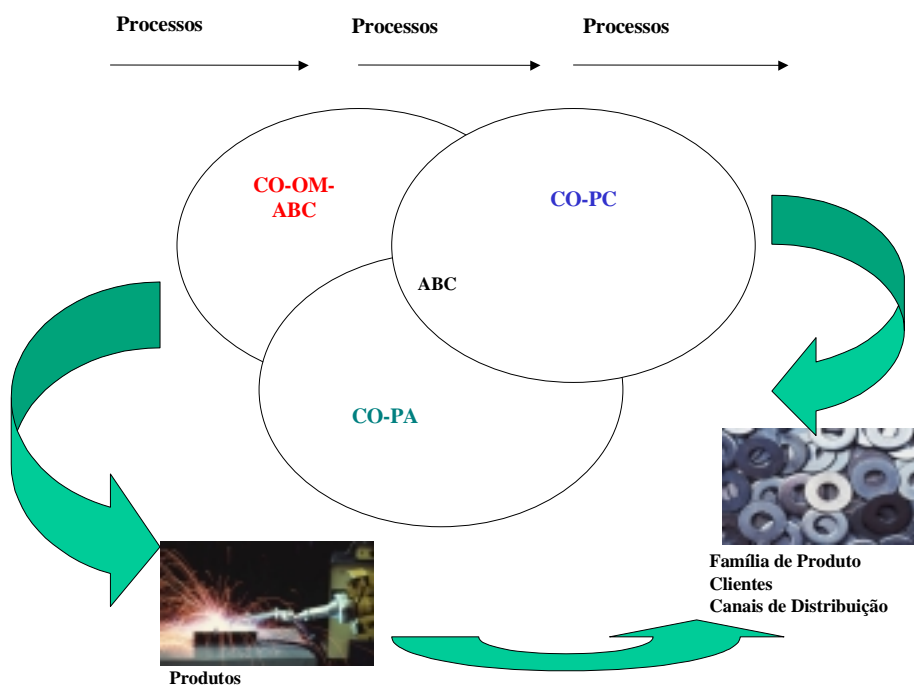 Processos
Processos
Processos
CO-OM-
ABC
CO-PC
ABC
CO-PA
Família de Produto
Clientes
Canais de Distribuição
Produtos